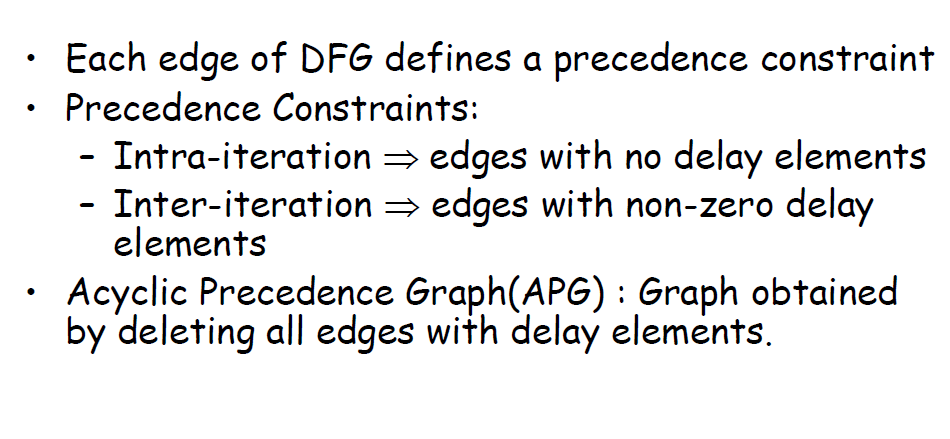 • Each edge of DFG defines a precedence constraint
• Precedence Constraints:
– Intra-iteration ⇒ edges with no delay elements
– Inter-iteration ⇒ edges with non-zero delay
elements
• Acyclic Precedence Graph(APG) : Graph obtained
by deleting all edges with delay elements.